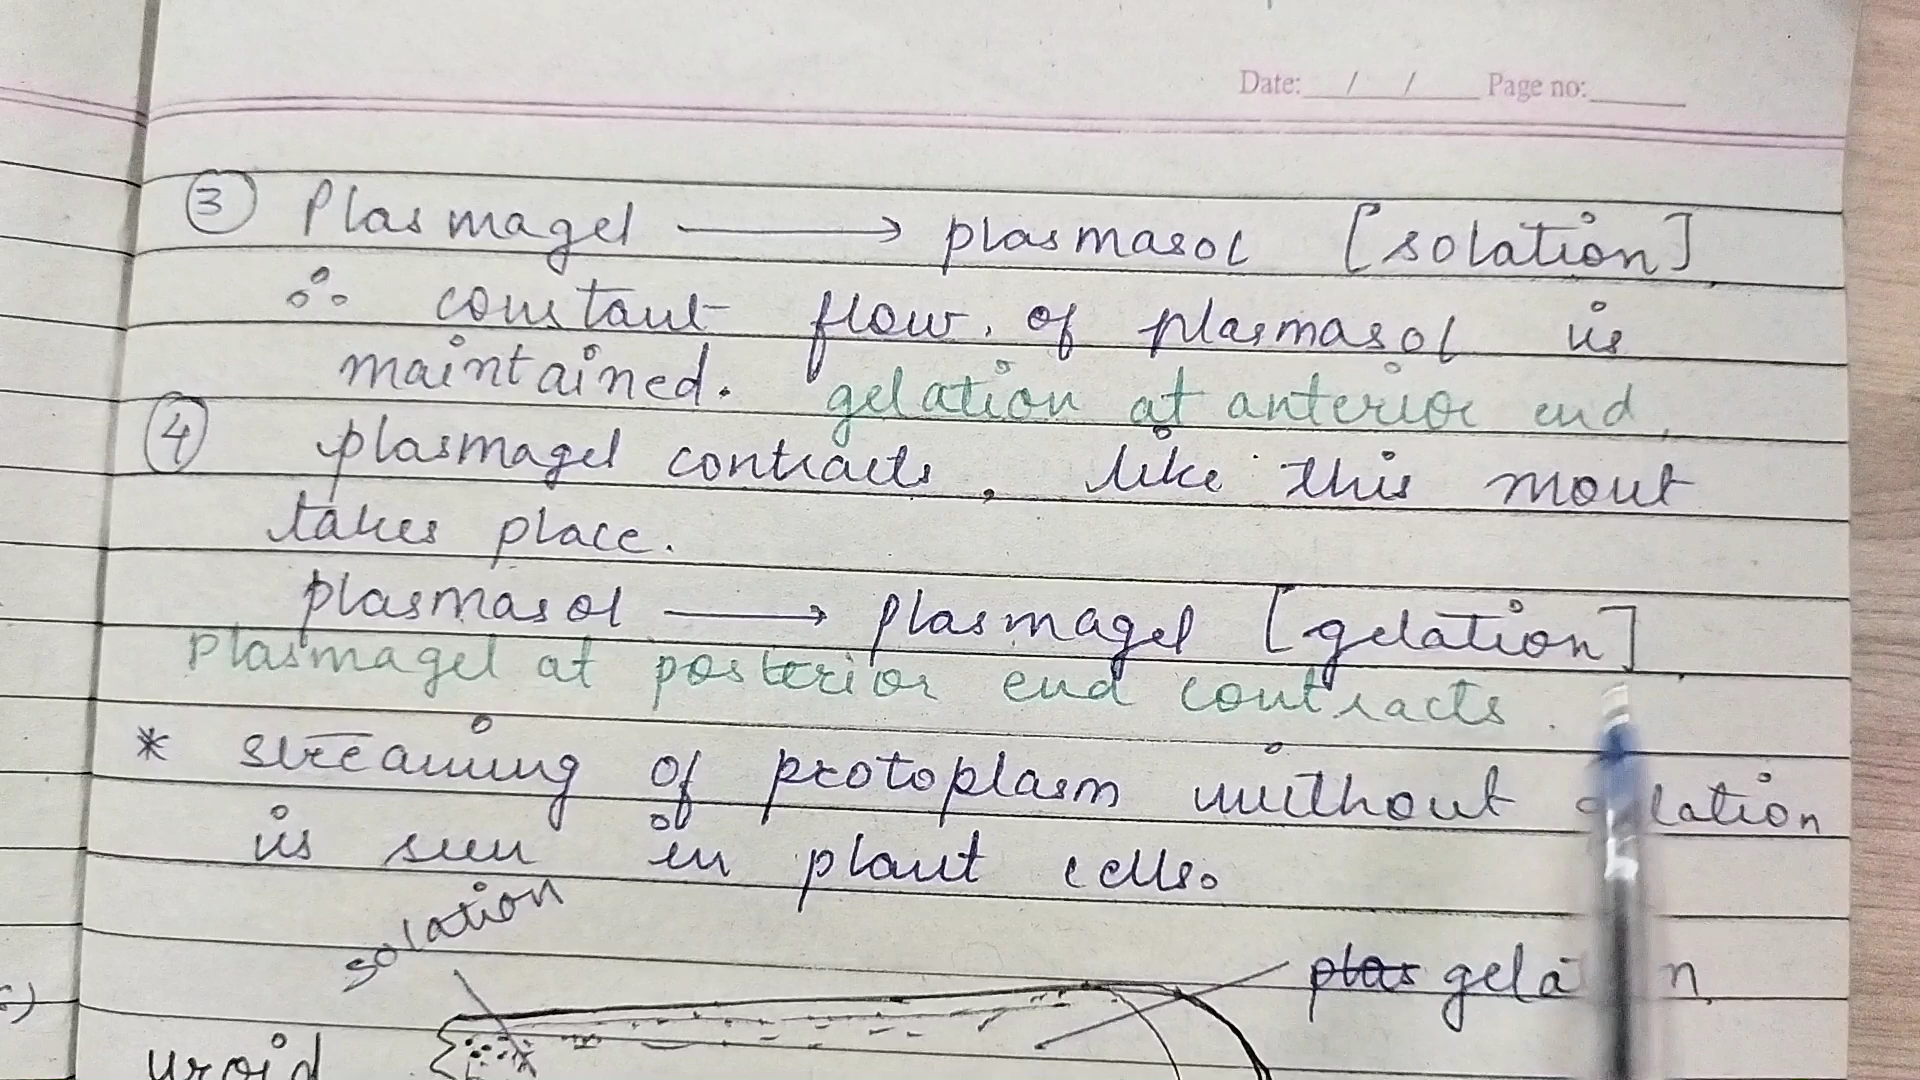 Date: / / Page no:
③ Plasmagel → plasmasol [solation]
∴ constant flow of plasmasol is
maintained. gelation at anterior end,
④ plasmagel contracts, like this movt
takes place.
plasmasol → plasmagel [gelation]
Plasmagel at posterior end contracts.
* streaming of protoplasm without lation
is seen in plant cells.
solation
plas gela n
uroid